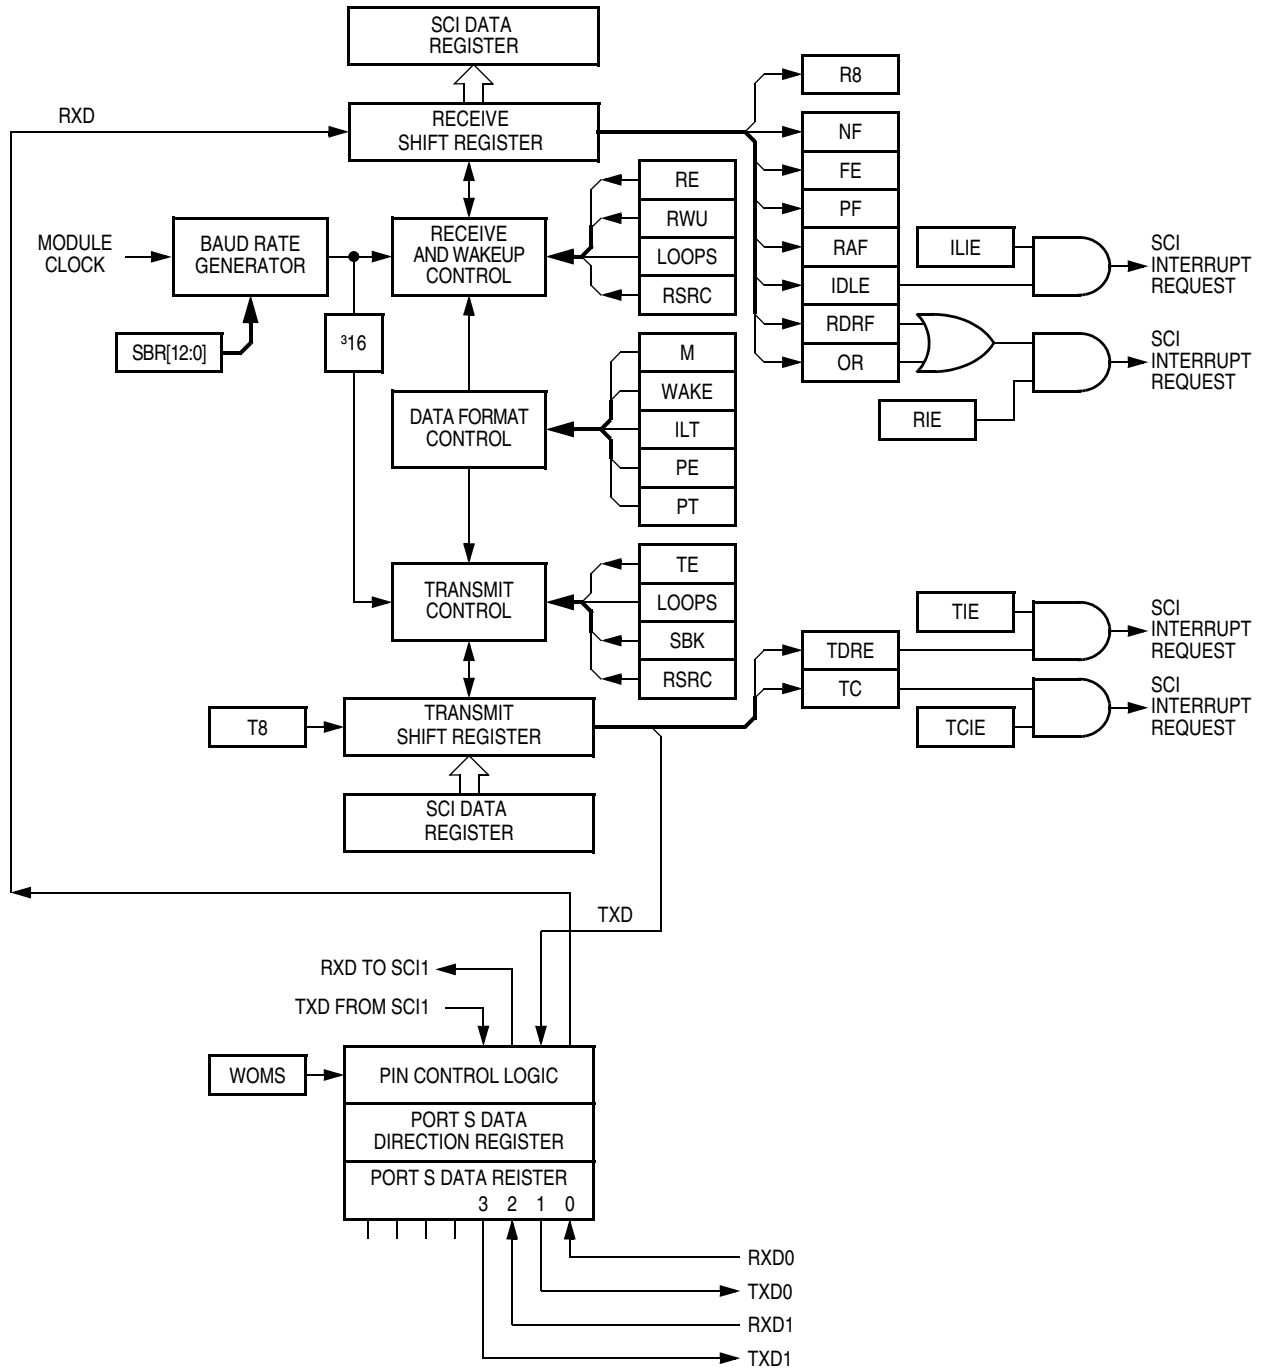 SCI DATA
REGISTER
RXD
RECEIVE
SHIFT REGISTER
R8
NF
FE
PF
RAF
IDLE
RDRF
OR
RE
RWU
LOOPS
RSRC
MODULE
CLOCK
BAUD RATE
GENERATOR
RECEIVE
AND WAKEUP
CONTROL
ILIE
SCI
INTERRUPT
REQUEST
SBR[12:0]
³16
SCI
INTERRUPT
REQUEST
RIE
M
WAKE
ILT
PE
PT
DATA FORMAT
CONTROL
TE
LOOPS
SBK
RSRC
TRANSMIT
CONTROL
TIE
SCI
INTERRUPT
REQUEST
TDRE
TC
TCIE
SCI
INTERRUPT
REQUEST
T8
TRANSMIT
SHIFT REGISTER
SCI DATA
REGISTER
TXD
RXD TO SCI1
TXD FROM SCI1
WOMS
PIN CONTROL LOGIC
PORT S DATA
DIRECTION REGISTER
PORT S DATA REISTER
3 2 1 0
RXD0
TXD0
RXD1
TXD1